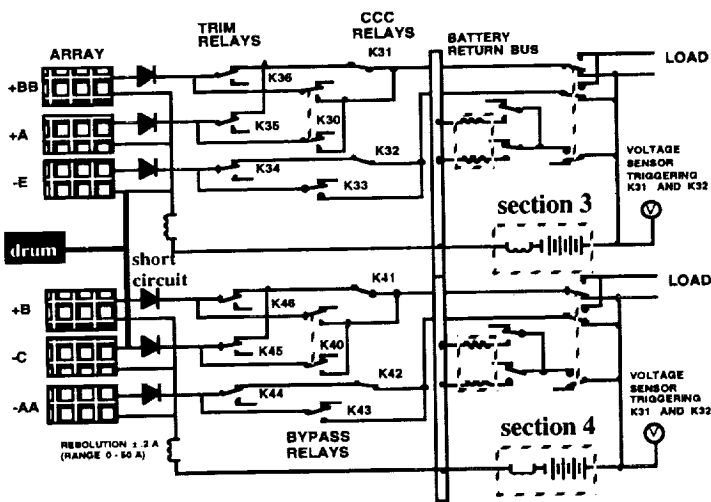 TRIM
RELAYS
CCC
RELAYS
BATTERY
RETURN BUS
ARRAY
K31
LOAD
K36
+BB
K30
+A
K35
K32
K34
-E
K33
VOLTAGE
SENSOR
TRIGGERING
K31 AND K32
V
section 3
drum
short
circuit
K41
LOAD
+B
K46
K40
-C
K45
K42
K44
-AA
K43
VOLTAGE
SENSOR
TRIGGERING
K31 AND K32
V
section 4
RESOLUTION ± .2 A
(RANGE 0 - 50 A)
BYPASS
RELAYS